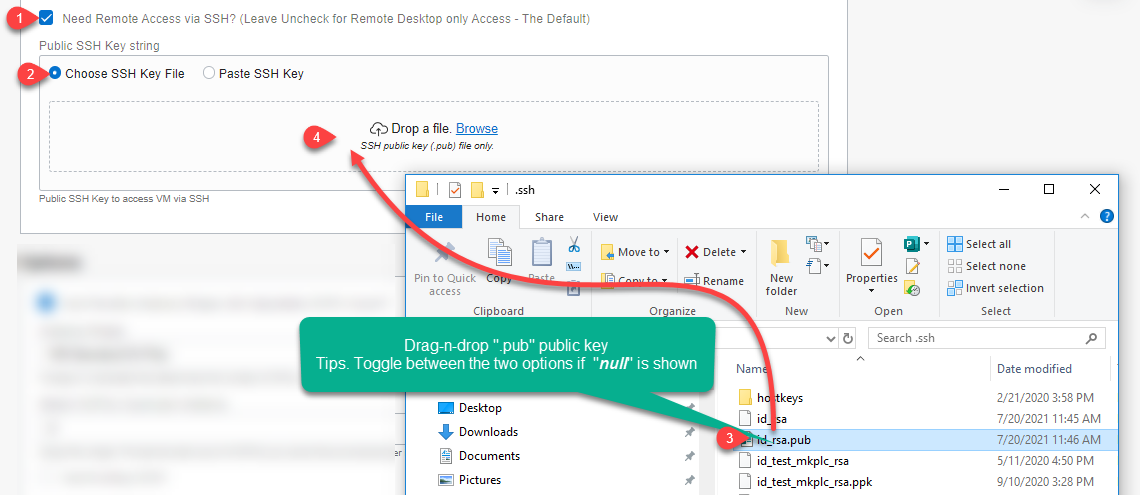 1
Need Remote Access via SSH? (Leave Uncheck for Remote Desktop only Access - The Default)
Public SSH Key string
2
Choose SSH Key File
Paste SSH Key
4
Drop a file. Browse
SSH public key (.pub) file only.
Public SSH Key to access VM via SSH
.ssh
File
Home
Share
View
Pin to Quick
access
Copy
Paste
Clipboard
Move to
Copy to
Delete
Rename
Organize
New
folder
New
Properties
Open
Select all
Select none
Invert selection
Select
Drag-n-drop ".pub" public key
Tips. Toggle between the two options if "null" is shown
Search .ssh
Name
Date modified
Desktop
Downloads
Documents
Pictures
hostkeys
2/21/2020 3:58 PM
id_rsa
7/20/2021 11:45 AM
3
id_rsa.pub
7/20/2021 11:46 AM
id_test_mkplc_rsa
5/11/2020 4:50 PM
id_test_mkplc_rsa.ppk
9/10/2020 3:28 PM